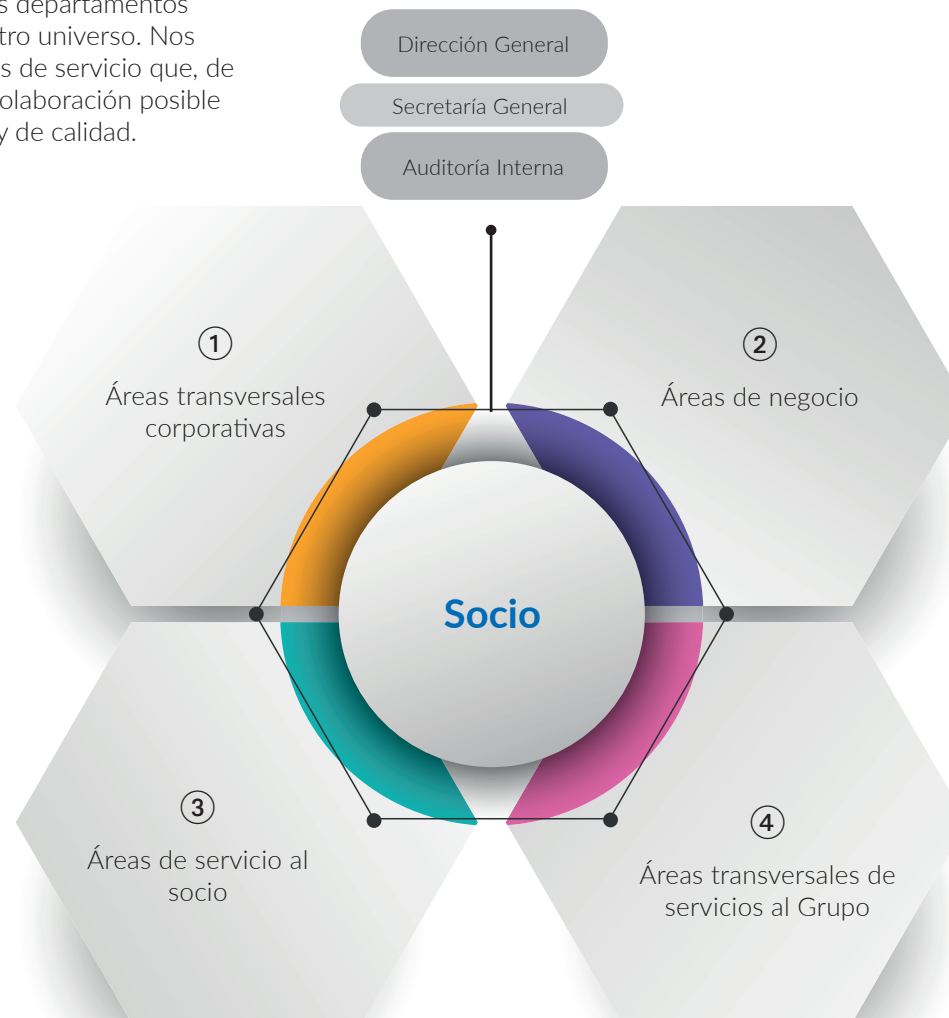 s departamentos
tro universo. Nos
s de servicio que, de
olaboración posible
y de calidad.
Dirección General
Secretaría General
Auditoría Interna
1
Áreas transversales
corporativas
2
Áreas de negocio
Socio
3
Áreas de servicio al
socio
4
Áreas transversales de
servicios al Grupo